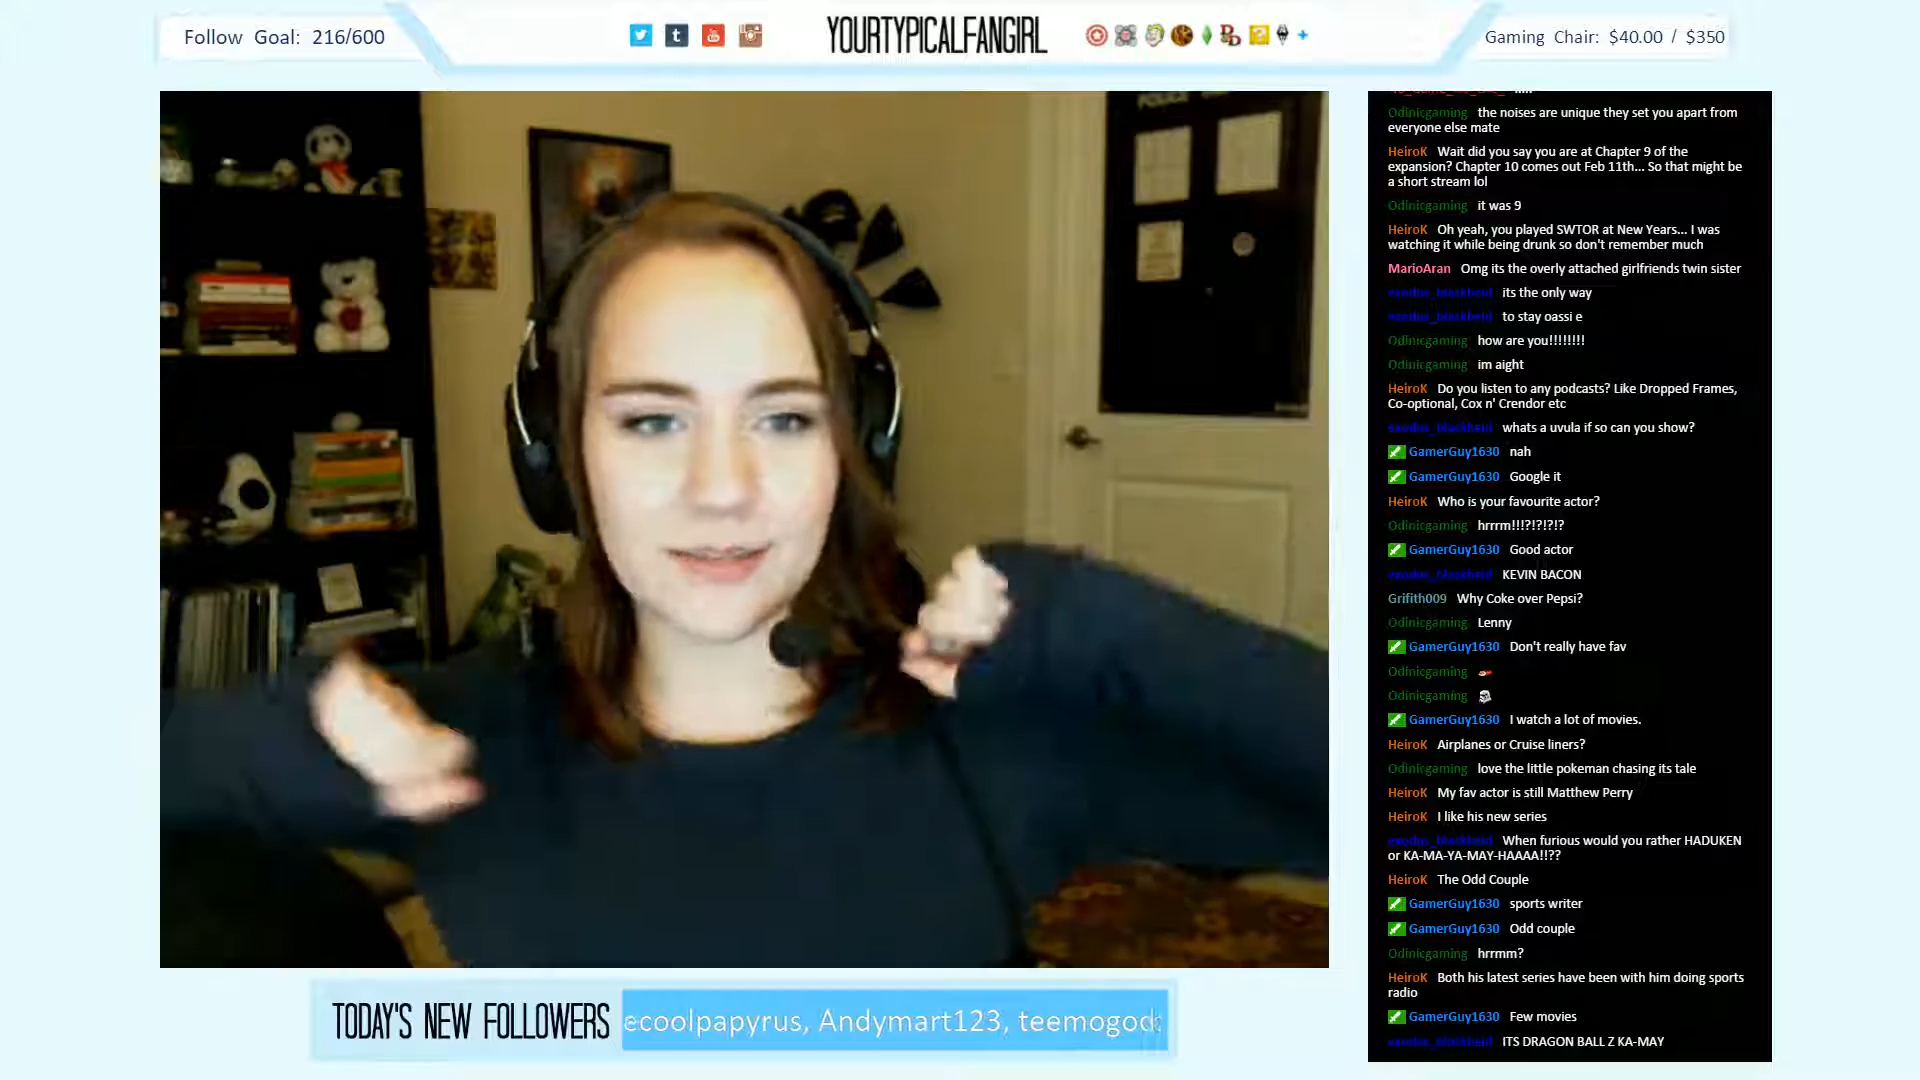 Follow Goal: 216/600
YOURTYPICALFANGIRL
Gaming Chair: $40.00 / $350
Odinicgaming the noises are unique they set you apart from
everyone else mate
HeiroK Wait did you say you are at Chapter 9 of the
expansion? Chapter 10 comes out Feb 11th... So that might be
a short stream lol
Odinicgaming it was 9
HeiroK Oh yeah, you played SWTOR at New Years... I was
watching it while being drunk so don't remember much
MarioAran Omg its the overly attached girlfriends twin sister
its the only way
to stay oassi e
Odinicgaming how are you!!!!!!!!
Odinicgaming im aight
HeiroK Do you listen to any podcasts? Like Dropped Frames,
Co-optional, Cox n' Crendor etc
whats a uvula if so can you show?
GamerGuy1630 nah
GamerGuy1630 Google it
HeiroK Who is your favourite actor?
Odinicgaming hrrrm!!!?!?!?!?
GamerGuy1630 Good actor
KEVIN BACON
Grifith009 Why Coke over Pepsi?
Odinicgaming Lenny
GamerGuy1630 Don't really have fav
Odinicgaming
Odinicgaming
GamerGuy1630 I watch a lot of movies.
HeiroK Airplanes or Cruise liners?
Odinicgaming love the little pokeman chasing its tale
HeiroK My fav actor is still Matthew Perry
HeiroK I like his new series
When furious would you rather HADUKEN
or KA-MA-YA-MAY-HAAAA!!??
HeiroK The Odd Couple
GamerGuy1630 sports writer
GamerGuy1630 Odd couple
Odinicgaming hrrmm?
HeiroK Both his latest series have been with him doing sports
radio
GamerGuy1630 Few movies
ITS DRAGON BALL Z KA-MAY
TODAY'S NEW FOLLOWERS ecoolpapyrus, Andymart123, teemogod